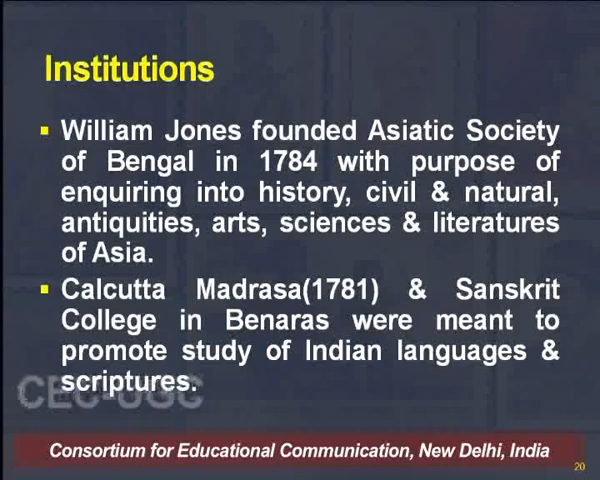 Institutions
William Jones founded Asiatic Society
of Bengal in 1784 with purpose of
enquiring into history, civil & natural,
antiquities, arts, sciences & literatures
of Asia.
Calcutta Madrasa(1781) & Sanskrit
College in Benaras were meant to
promote study of Indian languages &
scriptures.
CEC-UGC
Consortium for Educational Communication, New Delhi, India
20